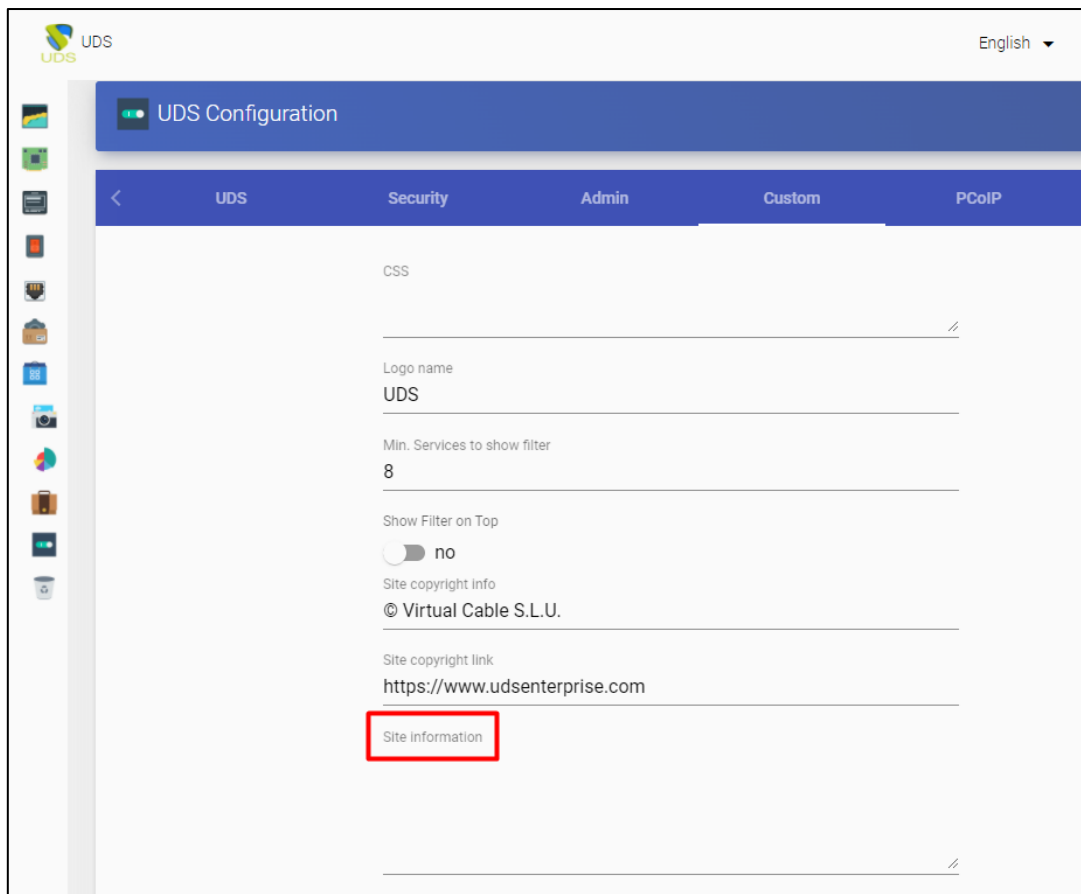 UDS
UDS
English
UDS Configuration
UDS Security Admin Custom PCoIP
CSS
Logo name
UDS
Min. Services to show filter
8
Show Filter on Top
no
Site copyright info
© Virtual Cable S.L.U.
Site copyright link
https://www.udsenterprise.com
Site information